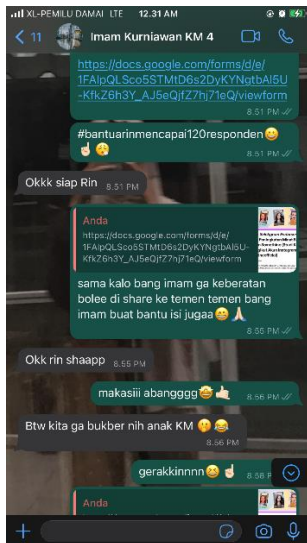 XL-PEMILU DAMAI LTE 12.31 AM
11 Imam Kurniawan KM 4
https://docs.google.com/forms/d/e/
1FAIpQLSco5STMtD6s2DyKYNgtbAl5U
-KfkZ6h3Y_AJ5eQjfZ7hj71eQ/viewform
8.51 PM
#bantuarinmencapai120responden😊
☝🏻🥱
8.51 PM
Okkk siap Rin 8.51 PM
Anda
https://docs.google.com/forms/d/e/
1FAIpQLSco5STMtD6s2DyKYNgtbAl5U-
KfkZ6h3Y_AJ5eQjfZ7hj71eQ/viewform
sama kalo bang imam ga keberatan
bolee di share ke temen temen bang
imam buat bantu isi jugaa😁🙏🏻
8.55 PM
Okk rin shaapp 8.55 PM
makasiii abangggg🤩🤙🏻 8.56 PM
Btw kita ga bukber nih anak KM 🤫😂
8.56 PM
gerakkinnnn😆☝🏻 8.56 P
Anda